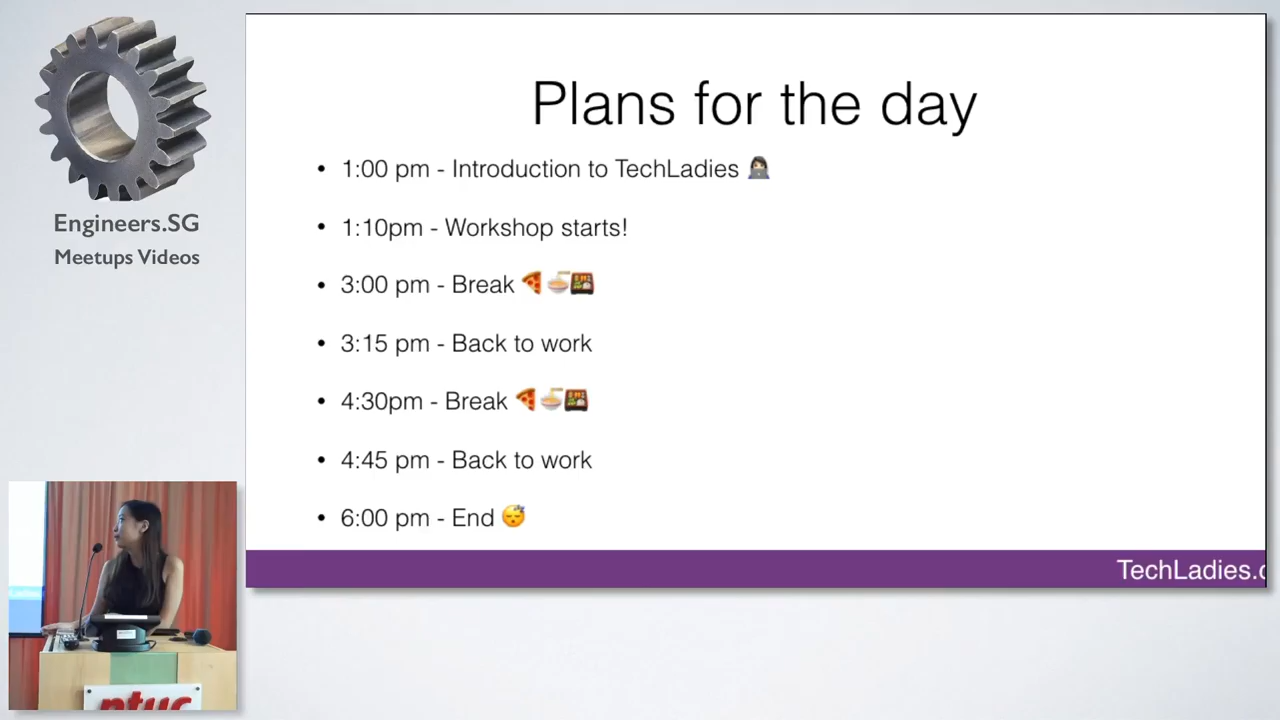 Engineers.SG
Meetups Videos
Plans for the day
• 1:00 pm - Introduction to TechLadies 👩‍💻
• 1:10pm - Workshop starts!
• 3:00 pm - Break 🍕🍜🍱
• 3:15 pm - Back to work
• 4:30pm - Break 🍕🍜🍱
• 4:45 pm - Back to work
• 6:00 pm - End 😴
TechLadies.c
ntuc